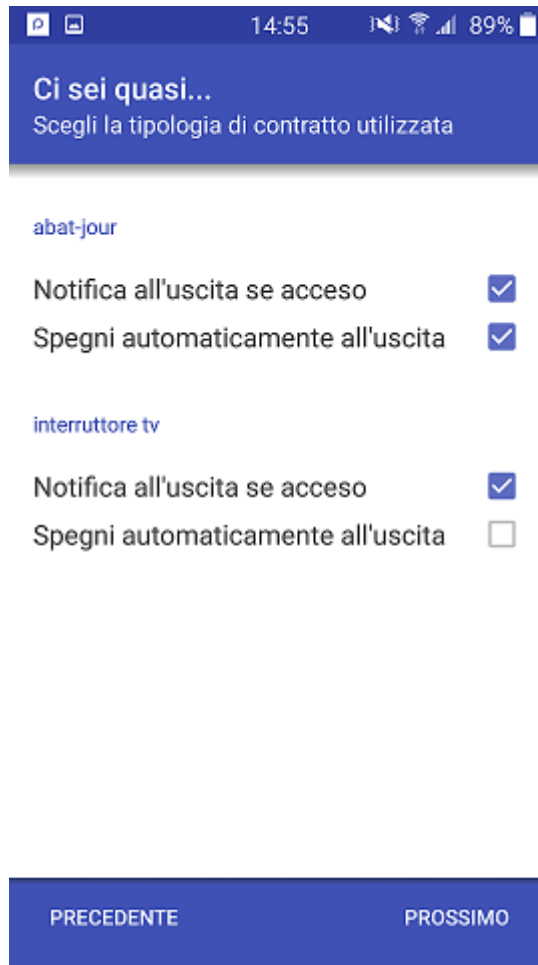 14:55 89%
Ci sei quasi...
Scegli la tipologia di contratto utilizzata
abat-jour
Notifica all'uscita se acceso
Spegni automaticamente all'uscita
interruttore tv
Notifica all'uscita se acceso
Spegni automaticamente all'uscita
PRECEDENTE PROSSIMO